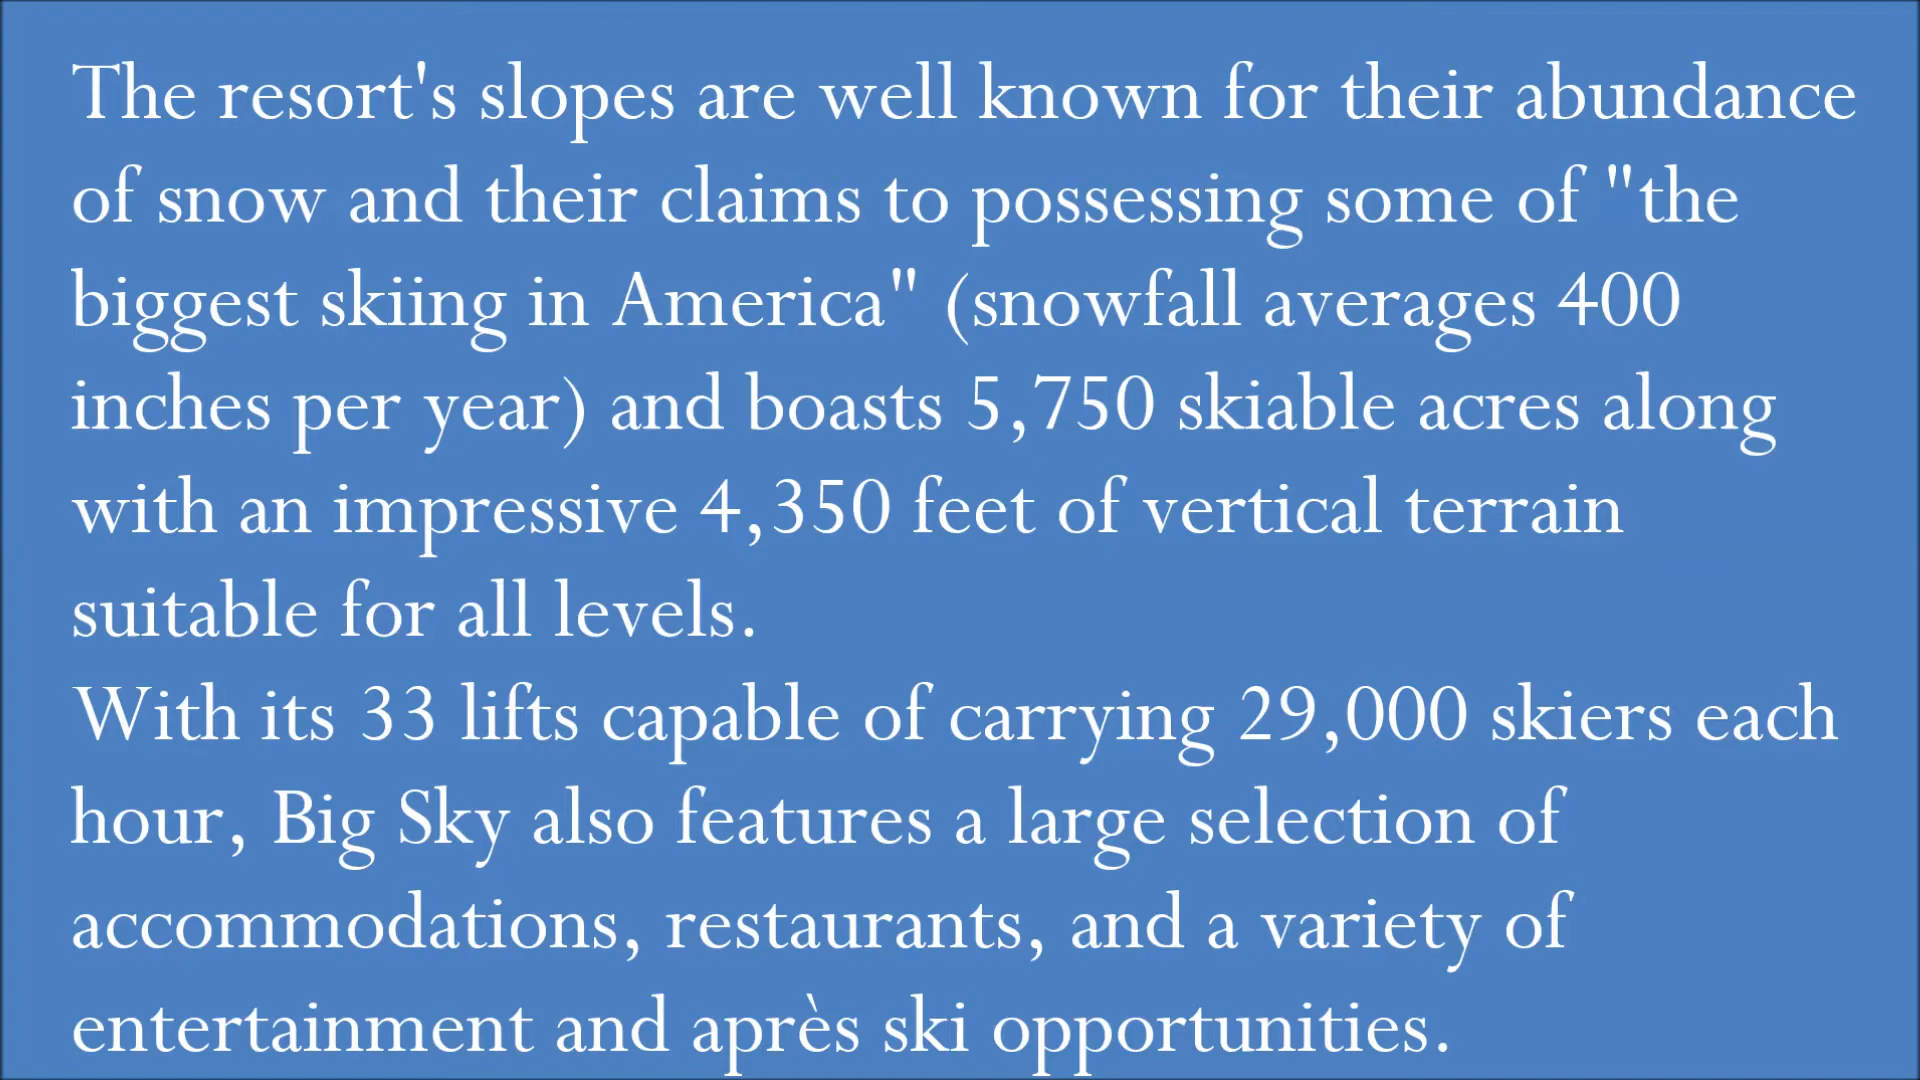 The resort's slopes are well known for their abundance
of snow and their claims to possessing some of "the
biggest skiing in America" (snowfall averages 400
inches per year) and boasts 5,750 skiable acres along
with an impressive 4,350 feet of vertical terrain
suitable for all levels.
With its 33 lifts capable of carrying 29,000 skiers each
hour, Big Sky also features a large selection of
accommodations, restaurants, and a variety of
entertainment and après ski opportunities.